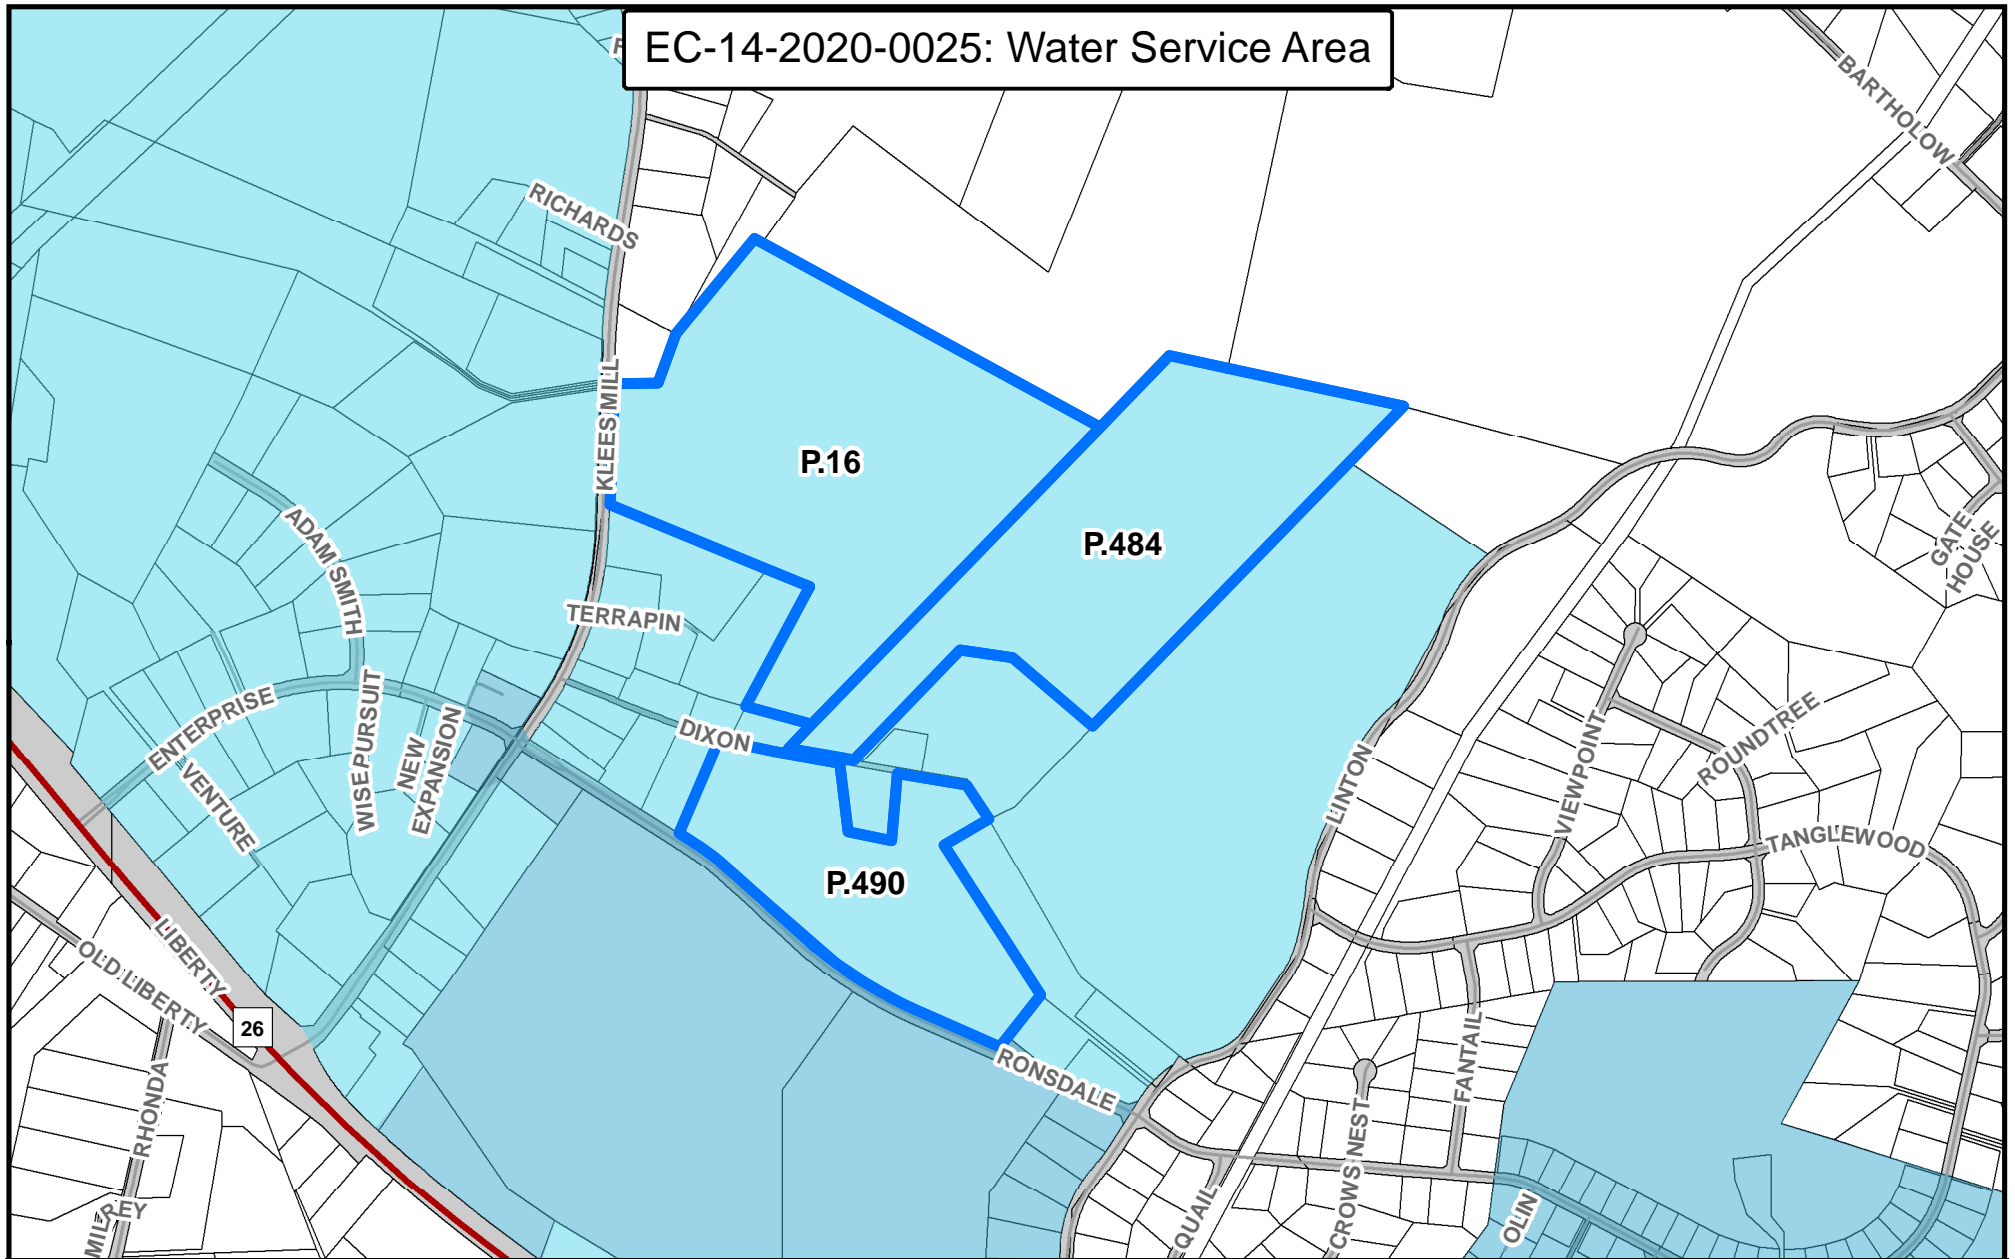 EC-14-2020-0025: Water Service Area
BARTHOLOW
RICHARDS
KLEES MILL
P.16
P.484
ADAM SMITH
GATE
HOUSE
TERRAPIN
ENTERPRISE
WISEPURSUIT
NEW
EXPANSION
VENTURE
DIXON
ROUNDTREE
VIEWPOINT
LINTON
TANGLEWOOD
P.490
LIBERTY
OLD LIBERTY
26
RHONDA
RONSDALE
FANTAIL
CROWS NEST
QUAIL
OLIN